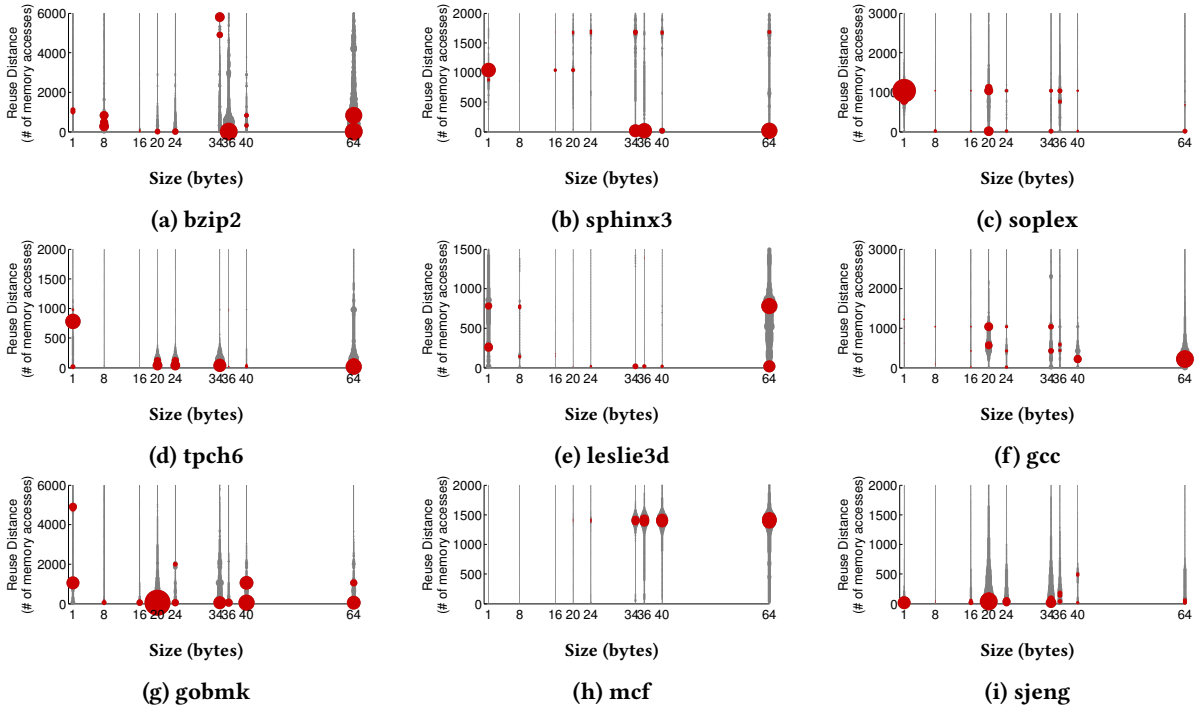 Reuse Distance
(# of memory accesses)
6000
4000
2000
0
1 8 16 20 24 34 36 40 64
Size (bytes)
(a) bzip2
Reuse Distance
(# of memory accesses)
2000
1500
1000
500
0
1 8 16 20 24 34 36 40 64
Size (bytes)
(b) sphinx3
Reuse Distance
(# of memory accesses)
3000
2000
1000
0
1 8 16 20 24 34 36 40 64
Size (bytes)
(c) soplex
Reuse Distance
(# of memory accesses)
2000
1500
1000
500
0
1 8 16 20 24 34 36 40 64
Size (bytes)
(d) tpch6
Reuse Distance
(# of memory accesses)
1500
1000
500
0
1 8 16 20 24 34 36 40 64
Size (bytes)
(e) leslie3d
Reuse Distance
(# of memory accesses)
3000
2000
1000
0
1 8 16 20 24 34 36 40 64
Size (bytes)
(f) gcc
Reuse Distance
(# of memory accesses)
6000
4000
2000
0
1 8 16 20 24 34 36 40 64
Size (bytes)
(g) gobmk
Reuse Distance
(# of memory accesses)
2000
1500
1000
500
0
1 8 16 20 24 34 36 40 64
Size (bytes)
(h) mcf
Reuse Distance
(# of memory accesses)
2000
1500
1000
500
0
1 8 16 20 24 34 36 40 64
Size (bytes)
(i) sjeng